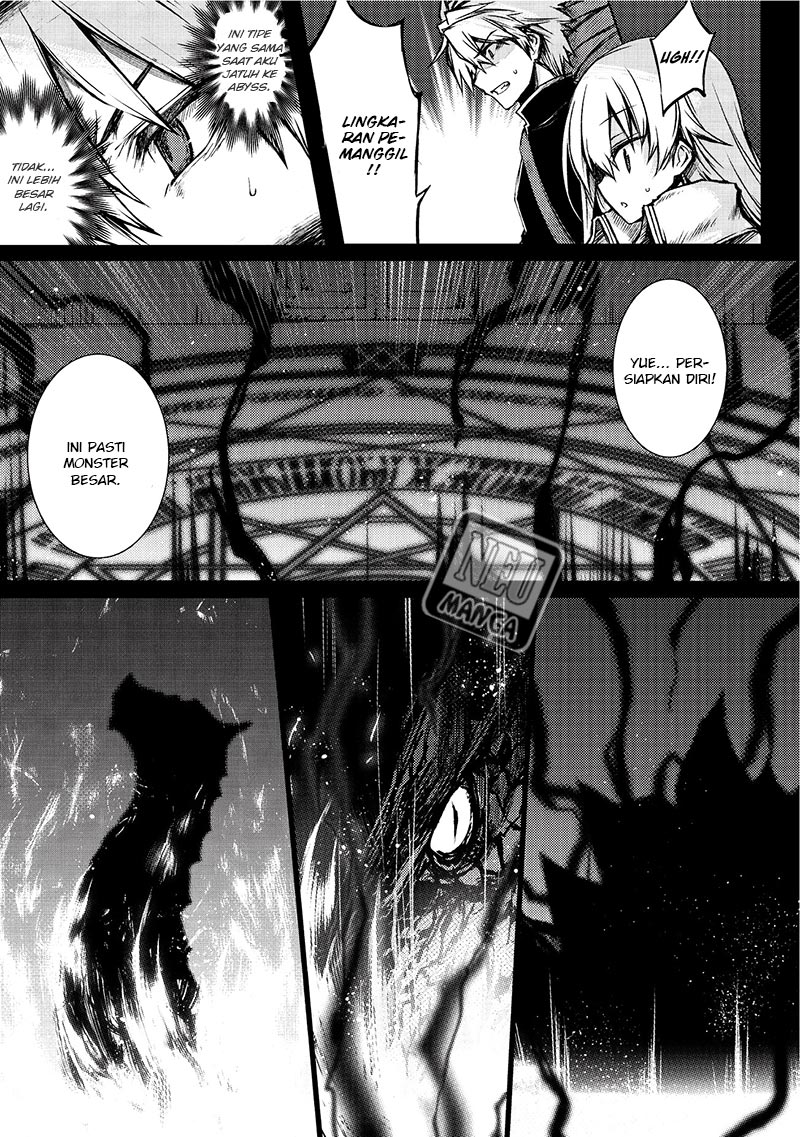 UGH!!
LINGKA-
RAN PE-
MANGGIL
!!
INI TIPE
YANG SAMA
SAAT AKU
JATUH KE
ABYSS.
TIDAK...
INI LEBIH
BESAR
LAGI.
YUE... PER-
SIAPKAN DIRI!
INI PASTI
MONSTER
BESAR.
NEU
MANGA